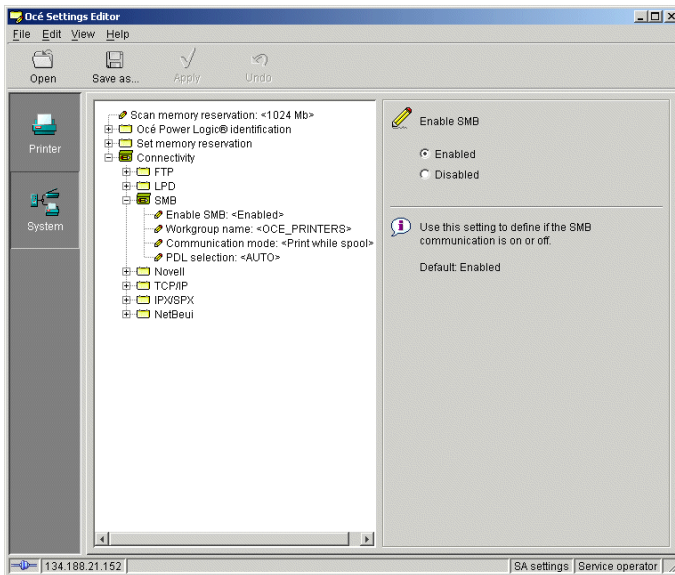 Océ Settings Editor
File Edit View Help
Open Save as... Apply Undo
Printer
System
Scan memory reservation: <1024 Mb>
Océ Power Logic® identification
Set memory reservation
Connectivity
FTP
LPD
SMB
Enable SMB: <Enabled>
Workgroup name: <OCE_PRINTERS>
Communication mode: <Print while spool>
PDL selection: <AUTO>
Novell
TCP/IP
IPX/SPX
NetBeui
Enable SMB
Enabled
Disabled
Use this setting to define if the SMB
communication is on or off.
Default: Enabled
134.188.21.152 SA settings Service operator